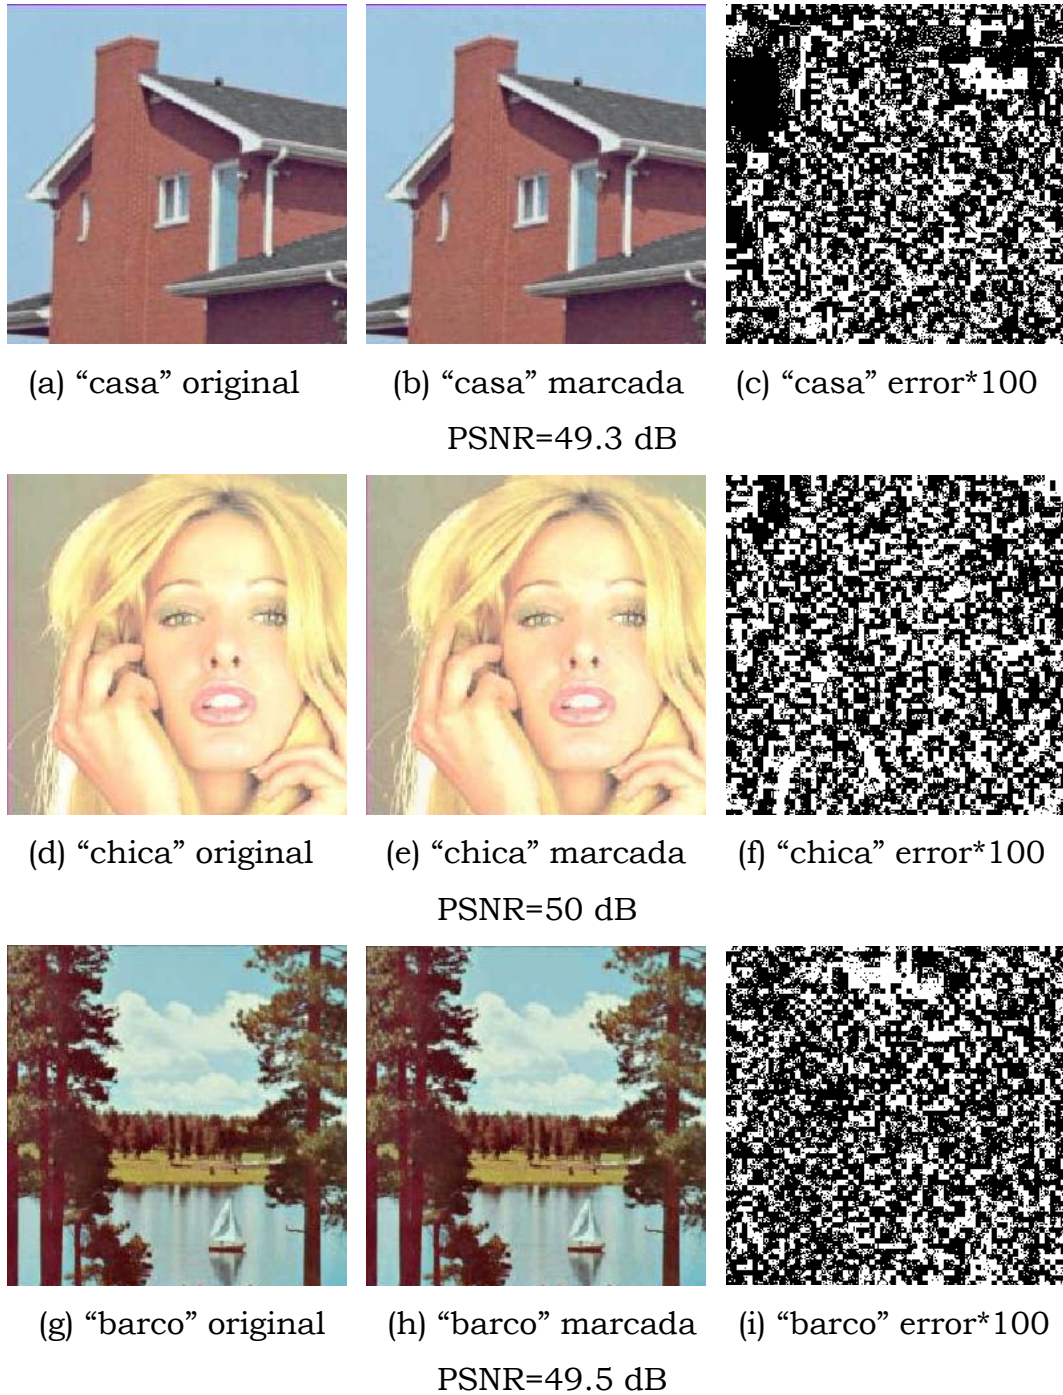 (a) “casa” original
(b) “casa” marcada
(c) “casa” error*100
PSNR=49.3 dB
(d) “chica” original
(e) “chica” marcada
(f) “chica” error*100
PSNR=50 dB
(g) “barco” original
(h) “barco” marcada
(i) “barco” error*100
PSNR=49.5 dB